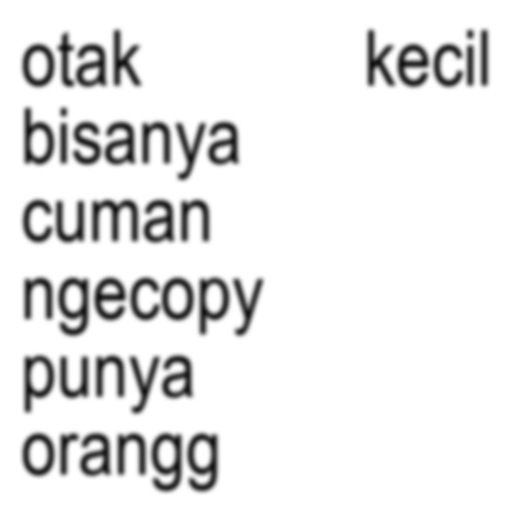 otak kecil
bisanya
cuman
ngecopy
punya
orangg